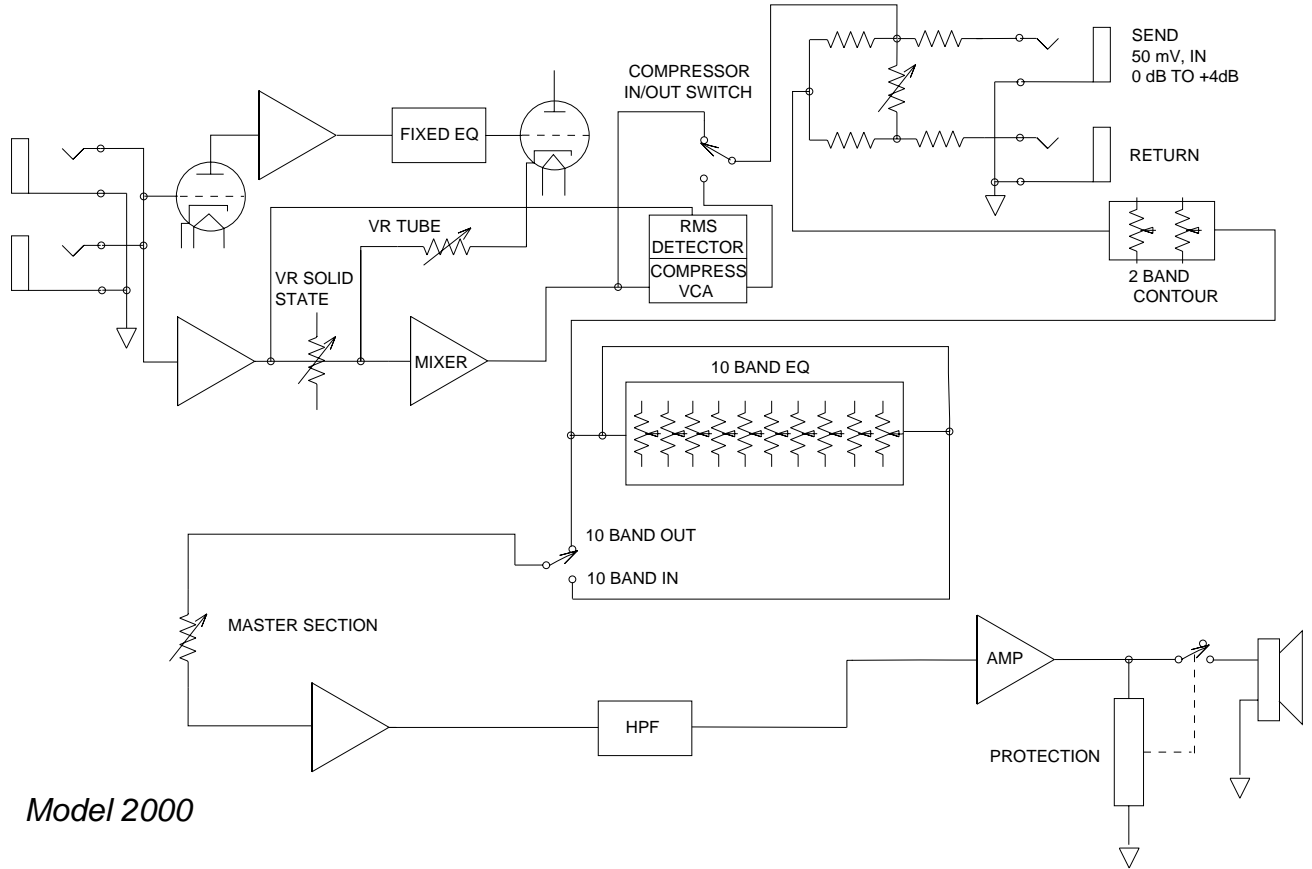 SEND
50 mV, IN
0 dB TO +4dB
COMPRESSOR
IN/OUT SWITCH
FIXED EQ
RETURN
VR TUBE
RMS
DETECTOR
COMPRESS
VCA
VR SOLID
STATE
2 BAND
CONTOUR
MIXER
10 BAND EQ
10 BAND OUT
10 BAND IN
MASTER SECTION
AMP
HPF
PROTECTION
Model 2000